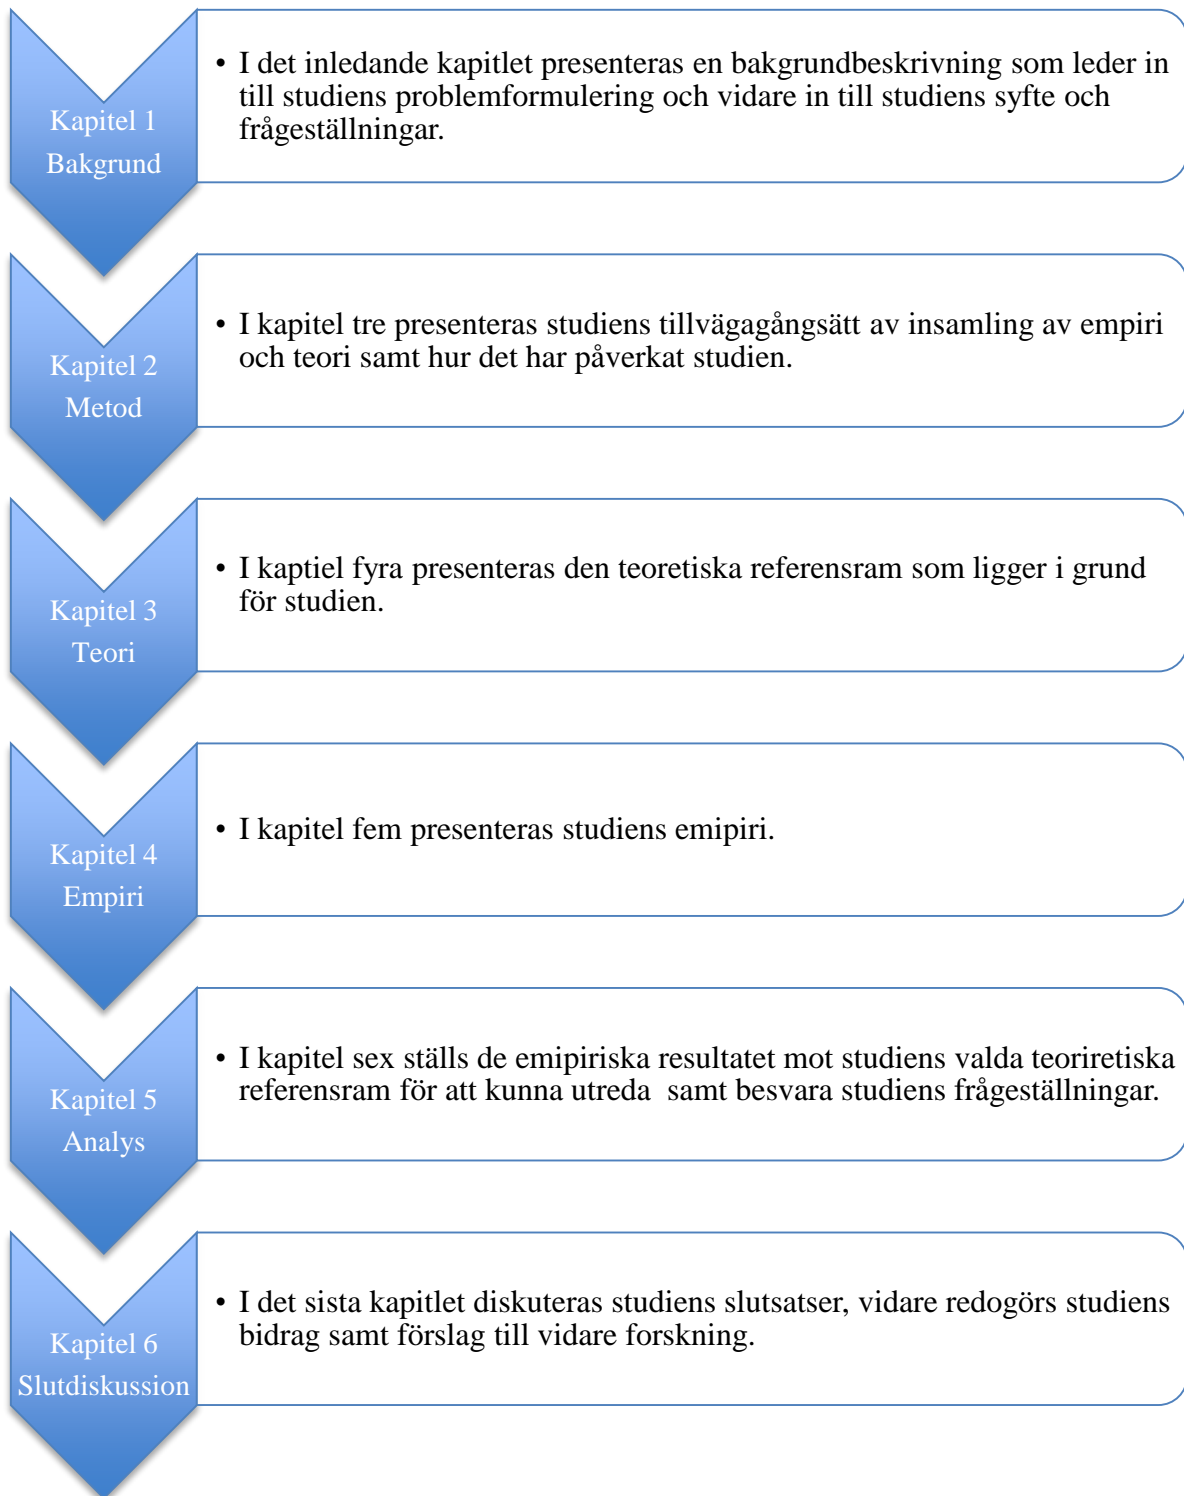 Kapitel 1
Bakgrund
• I det inledande kapitlet presenteras en bakgrundbeskrivning som leder in
till studiens problemformulering och vidare in till studiens syfte och
frågeställningar.
Kapitel 2
Metod
• I kapitel tre presenteras studiens tillvägagångsätt av insamling av empiri
och teori samt hur det har påverkat studien.
Kapitel 3
Teori
• I kaptiel fyra presenteras den teoretiska referensram som ligger i grund
för studien.
Kapitel 4
Empiri
• I kapitel fem presenteras studiens emipiri.
Kapitel 5
Analys
• I kapitel sex ställs de emipiriska resultatet mot studiens valda teoriretiska
referensram för att kunna utreda  samt besvara studiens frågeställningar.
Kapitel 6
Slutdiskussion
• I det sista kapitlet diskuteras studiens slutsatser, vidare redogörs studiens
bidrag samt förslag till vidare forskning.